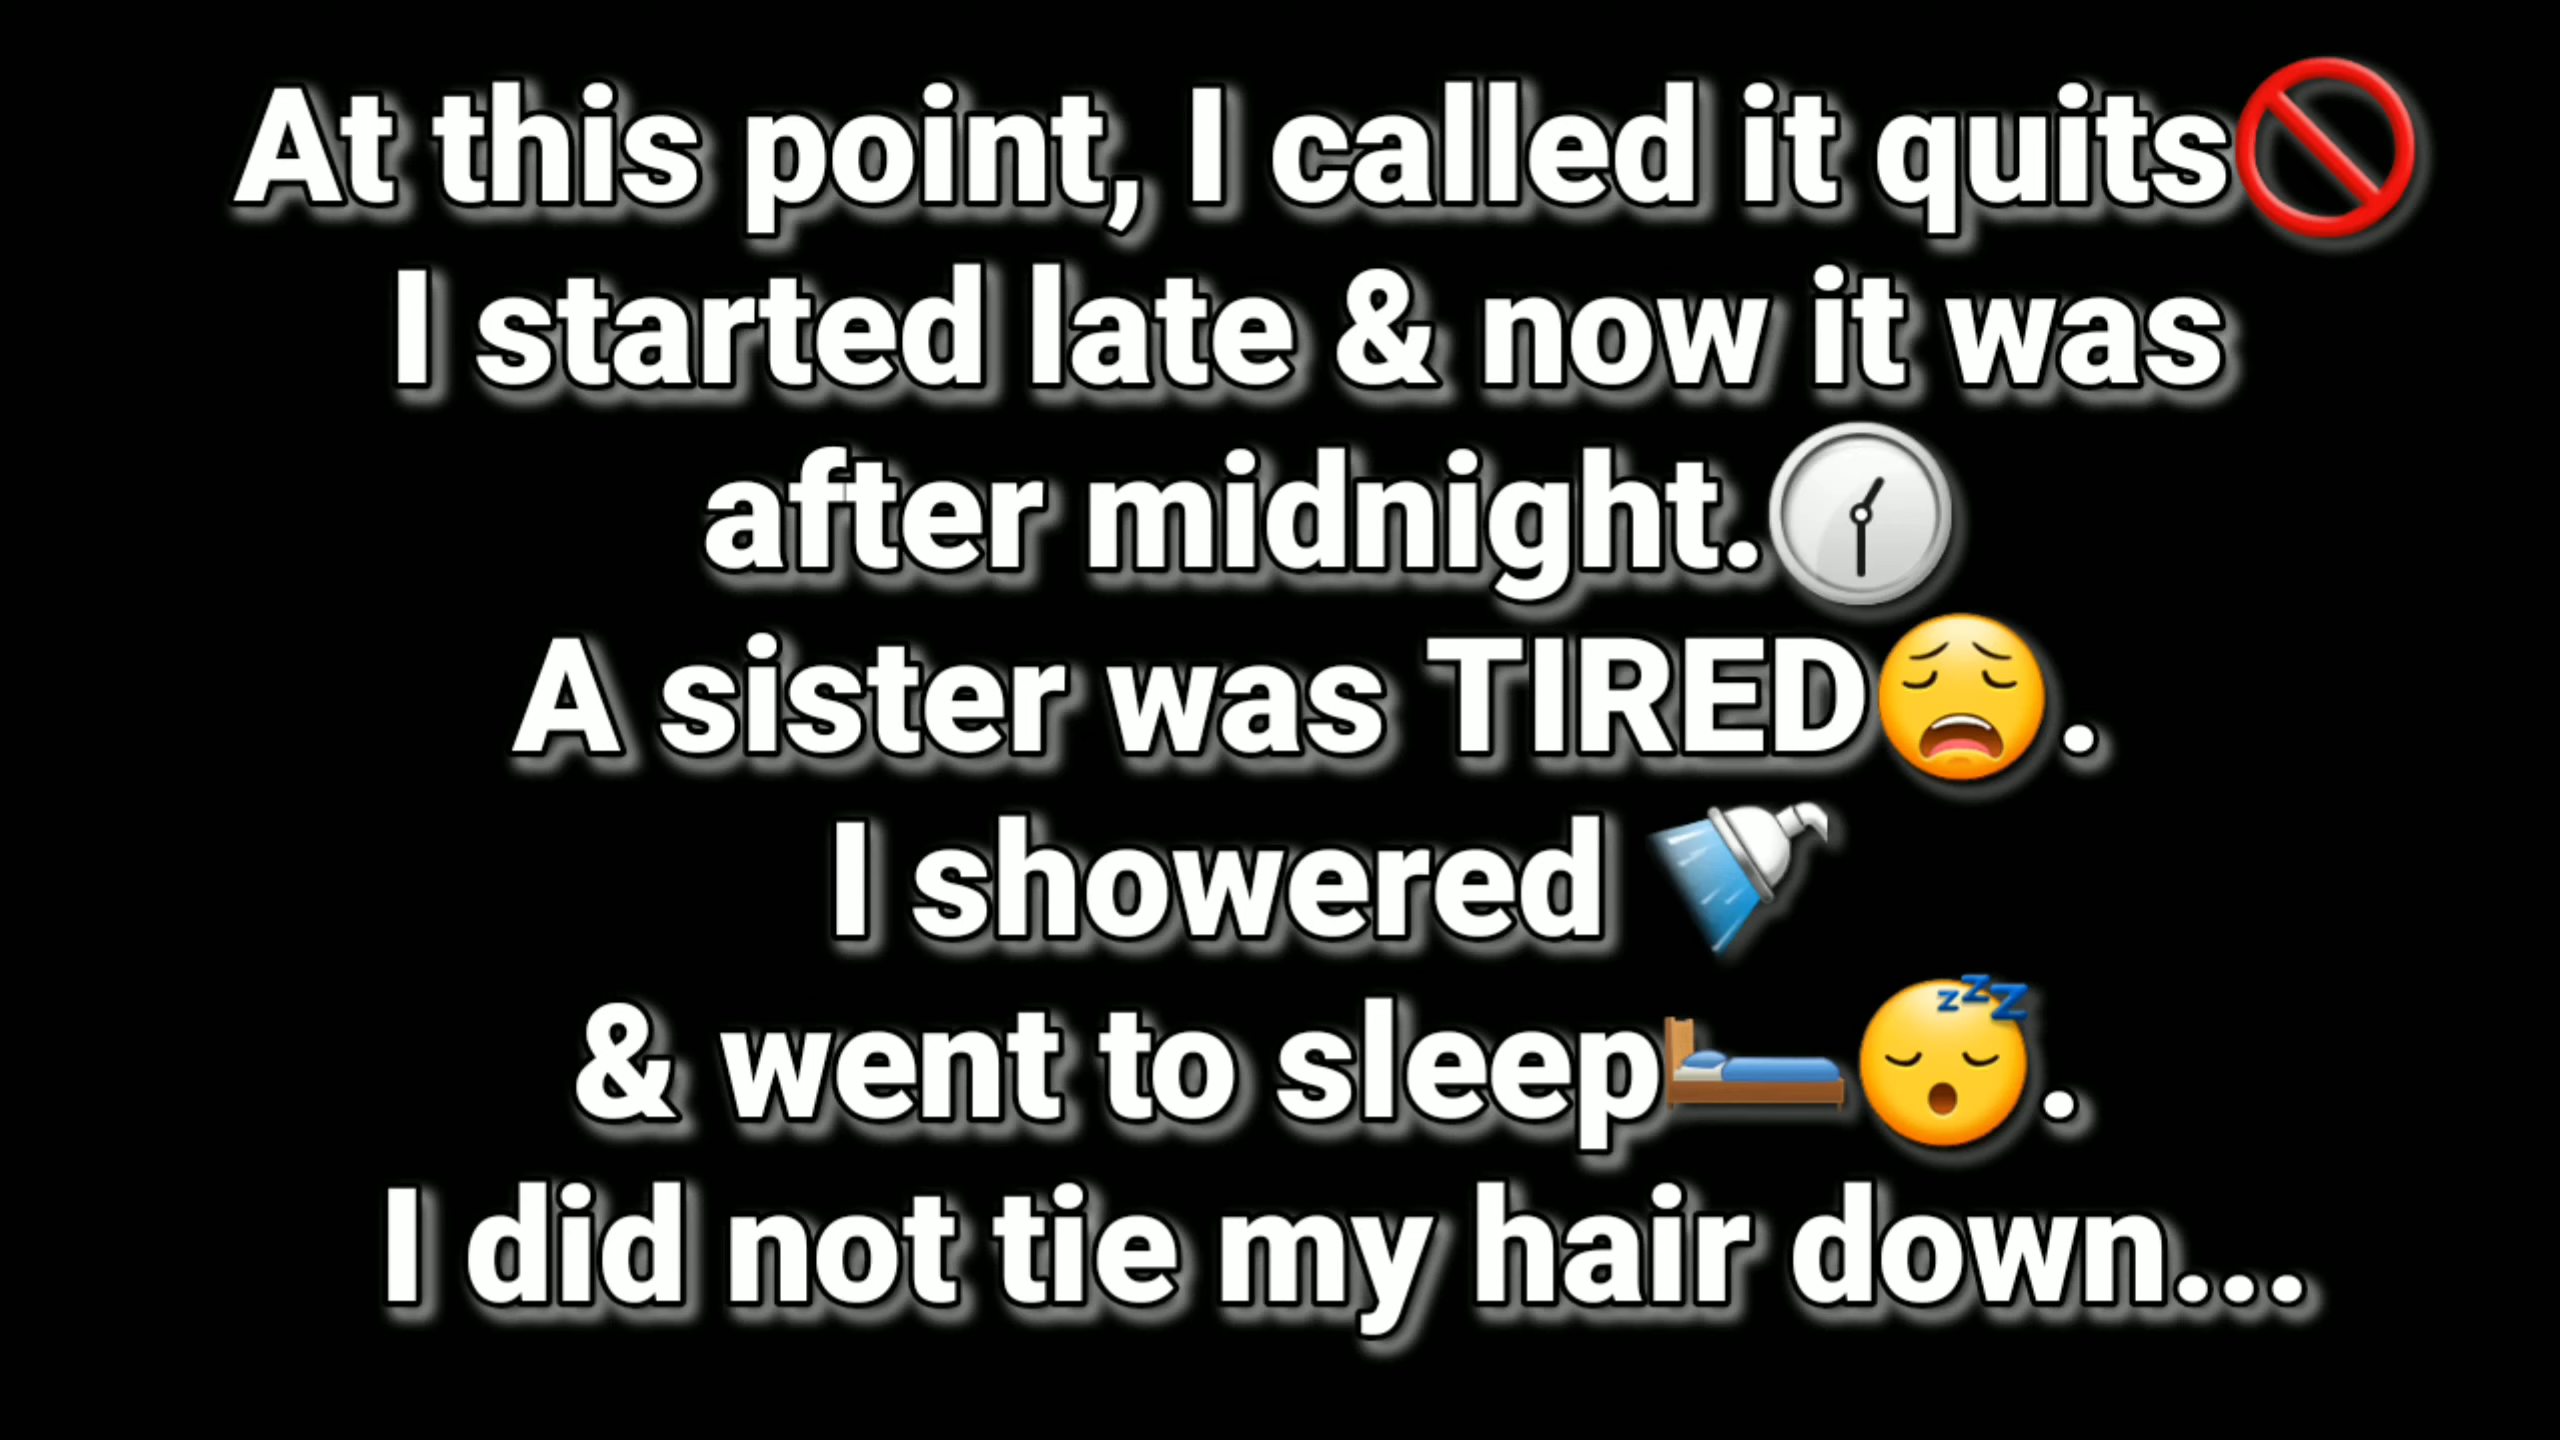 At this point, I called it quits🚫
I started late & now it was
after midnight.🕧
A sister was TIRED😩.
I showered 🚿
& went to sleep🛏😴.
I did not tie my hair down...